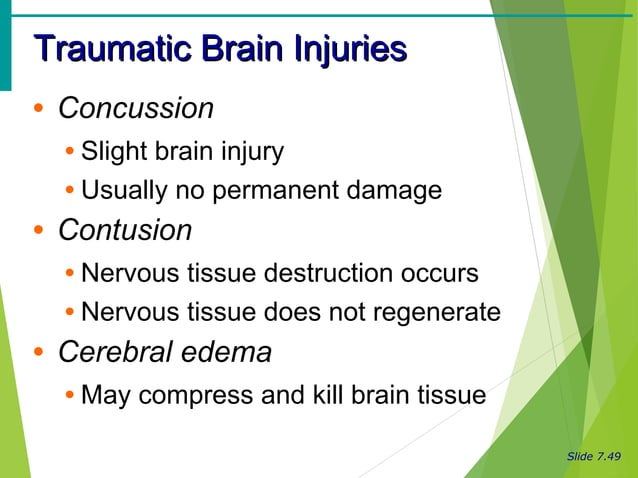 Traumatic Brain Injuries
• Concussion
• Slight brain injury
• Usually no permanent damage
• Contusion
• Nervous tissue destruction occurs
• Nervous tissue does not regenerate
• Cerebral edema
• May compress and kill brain tissue
Slide 7.49